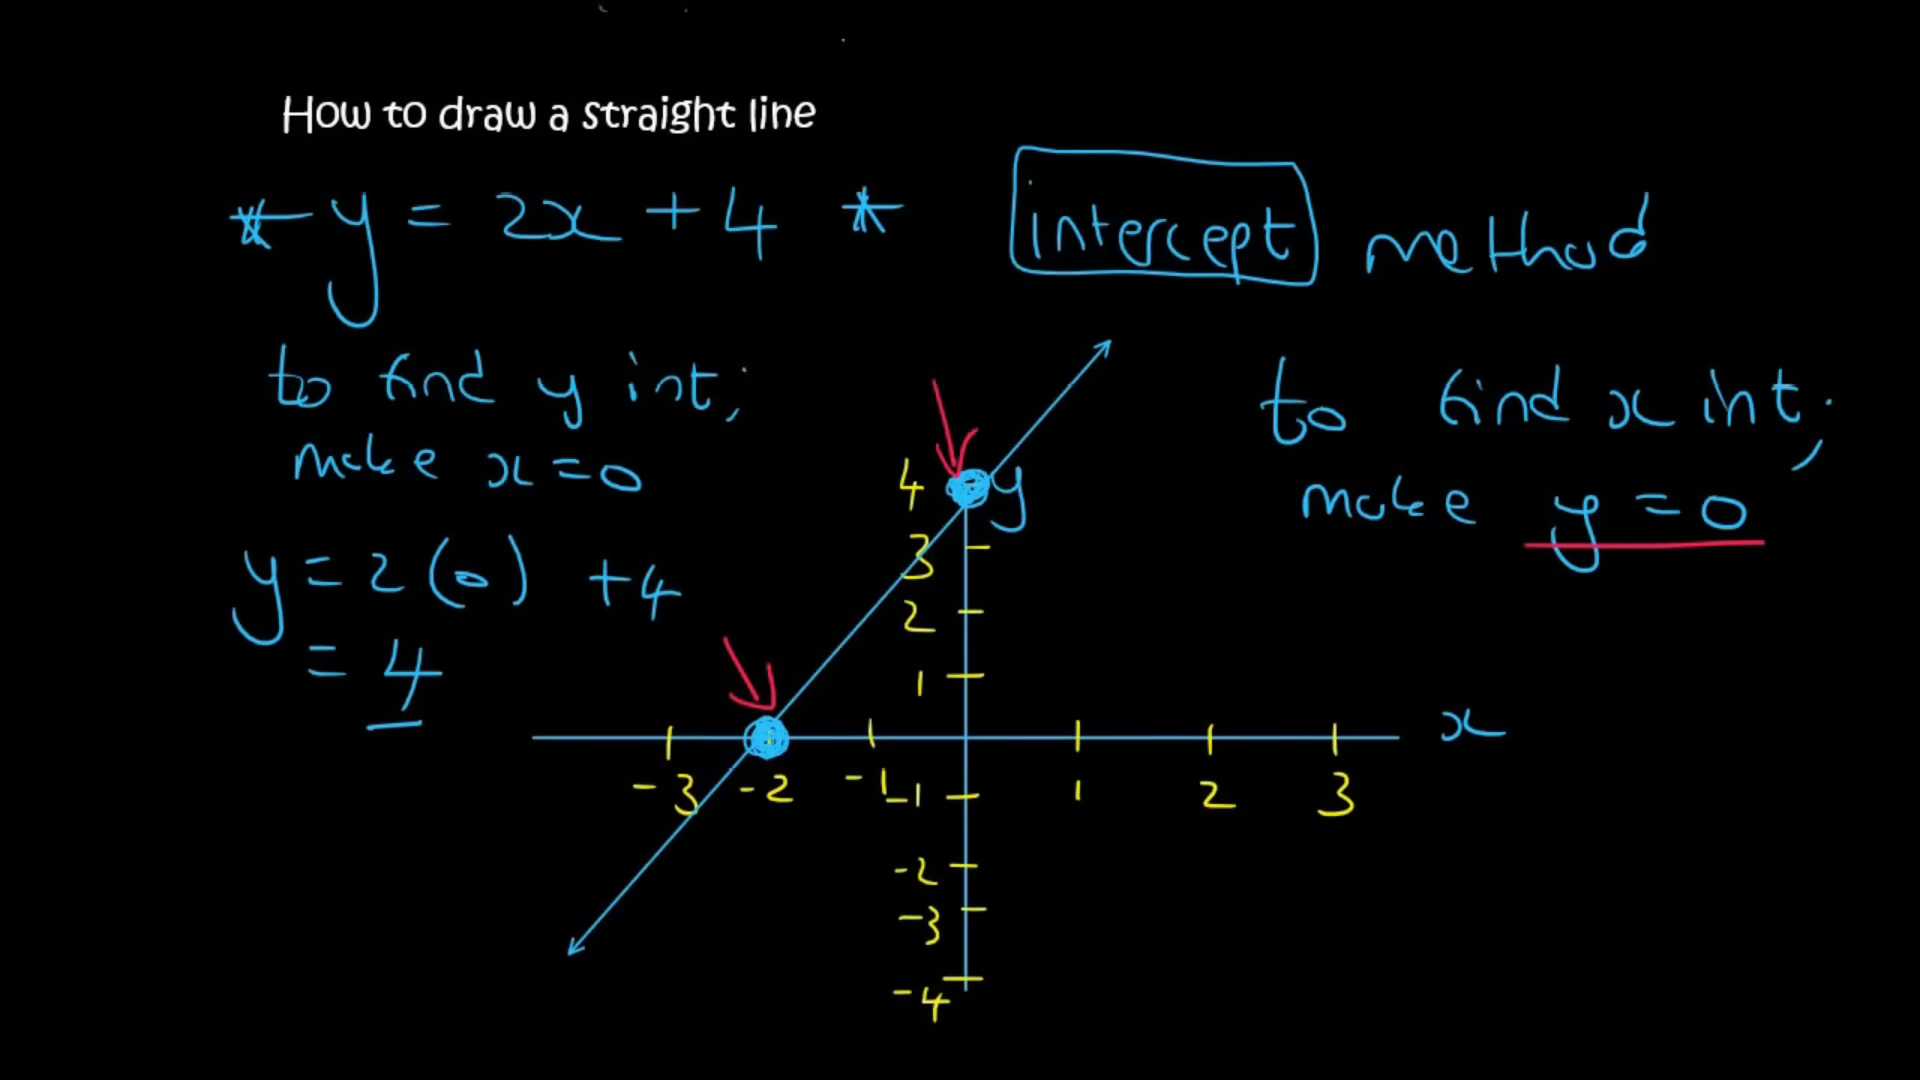 How to draw a straight line
* y = 2x + 4 *
intercept method
to find y int;
make x = 0
y = 2(0) + 4
= 4
to find x int;
make y = 0
y
4
3
2
1
x
-3 -2 -1 1 2 3
-1
-2
-3
-4